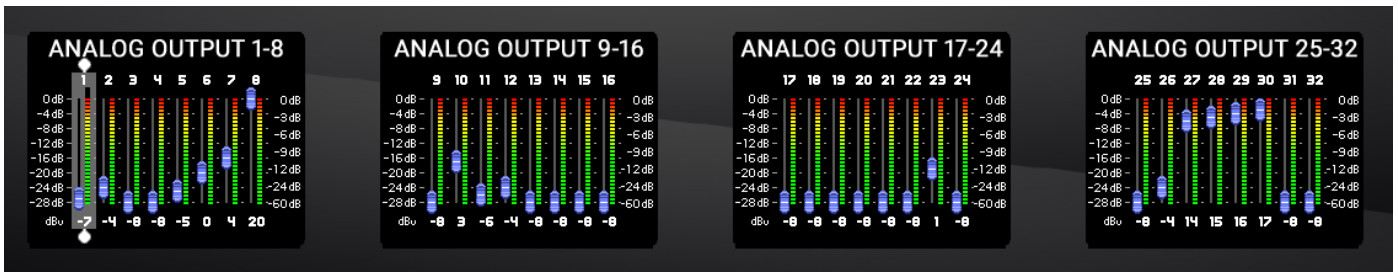 ANALOG OUTPUT 1-8
1 2 3 4 5 6 7 8
0dB 0dB
-4dB -3dB
-8dB -6dB
-12dB -9dB
-16dB -12dB
-20dB -24dB
-24dB -60dB
-28dB
dBu -7 -4 -8 -8 -5 0 4 20
ANALOG OUTPUT 9-16
9 10 11 12 13 14 15 16
0dB 0dB
-4dB -3dB
-8dB -6dB
-12dB -9dB
-16dB -12dB
-20dB -24dB
-24dB -60dB
-28dB
dBu -8 3 -6 -4 -8 -8 -8 -8
ANALOG OUTPUT 17-24
17 18 19 20 21 22 23 24
0dB 0dB
-4dB -3dB
-8dB -6dB
-12dB -9dB
-16dB -12dB
-20dB -24dB
-24dB -60dB
-28dB
dBu -8 -8 -8 -8 -8 -8 1 -8
ANALOG OUTPUT 25-32
25 26 27 28 29 30 31 32
0dB 0dB
-4dB -3dB
-8dB -6dB
-12dB -9dB
-16dB -12dB
-20dB -24dB
-24dB -60dB
-28dB
dBu -8 -4 14 15 16 17 -8 -8